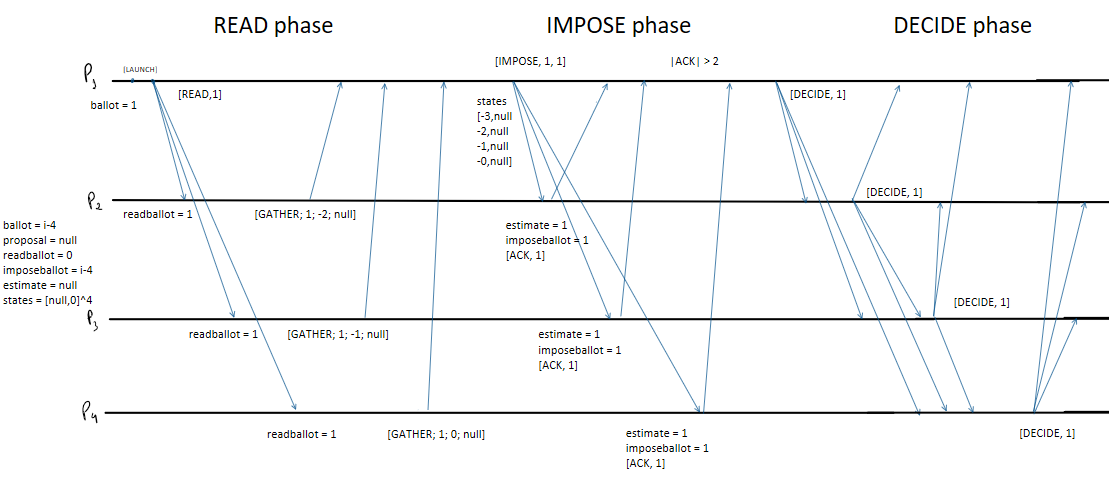 READ phase
IMPOSE phase
DECIDE phase
P1
[LAUNCH]
ballot = 1
[READ,1]
[IMPOSE, 1, 1]
|ACK| > 2
states
[-3,null
-2,null
-1,null
-0,null]
[DECIDE, 1]
P2
readballot = 1
[GATHER; 1; -2; null]
estimate = 1
imposeballot = 1
[ACK, 1]
[DECIDE, 1]
ballot = i-4
proposal = null
readballot = 0
imposeballot = i-4
estimate = null
states = [null,0]^4
P3
readballot = 1
[GATHER; 1; -1; null]
estimate = 1
imposeballot = 1
[ACK, 1]
[DECIDE, 1]
P4
readballot = 1
[GATHER; 1; 0; null]
estimate = 1
imposeballot = 1
[ACK, 1]
[DECIDE, 1]